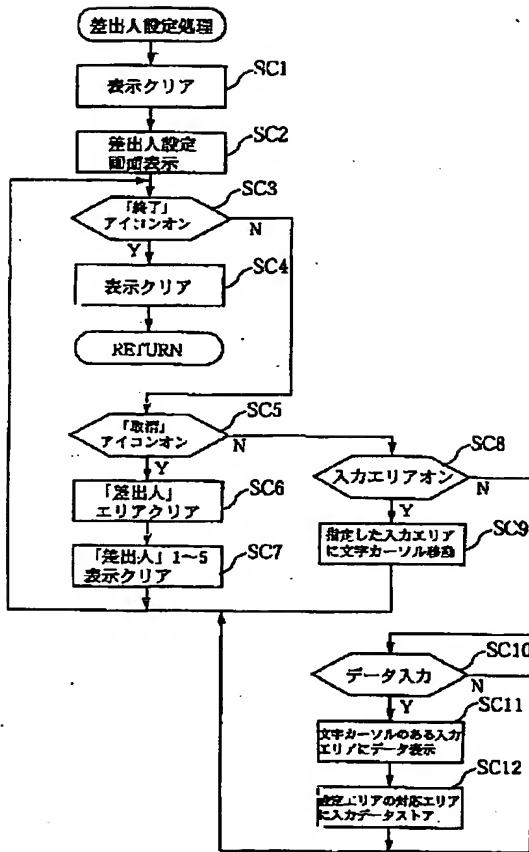 差出人設定処理
SC1
表示クリア
SC2
差出人設定
画面表示
SC3
「終了」
アイコンオン
N
Y
SC4
表示クリア
RETURN
SC5
「取消」
アイコンオン
N
Y
SC6
「差出人」
エリアクリア
SC7
「差出人」1~5
表示クリア
SC8
入力エリアオン
N
Y
SC9
指定した入力エリア
に文字カーソル移動
SC10
データ入力
N
Y
SC11
文字カーソルのある入力
エリアにデータ表示
SC12
設定エリアの対応エリア
に入力データストア